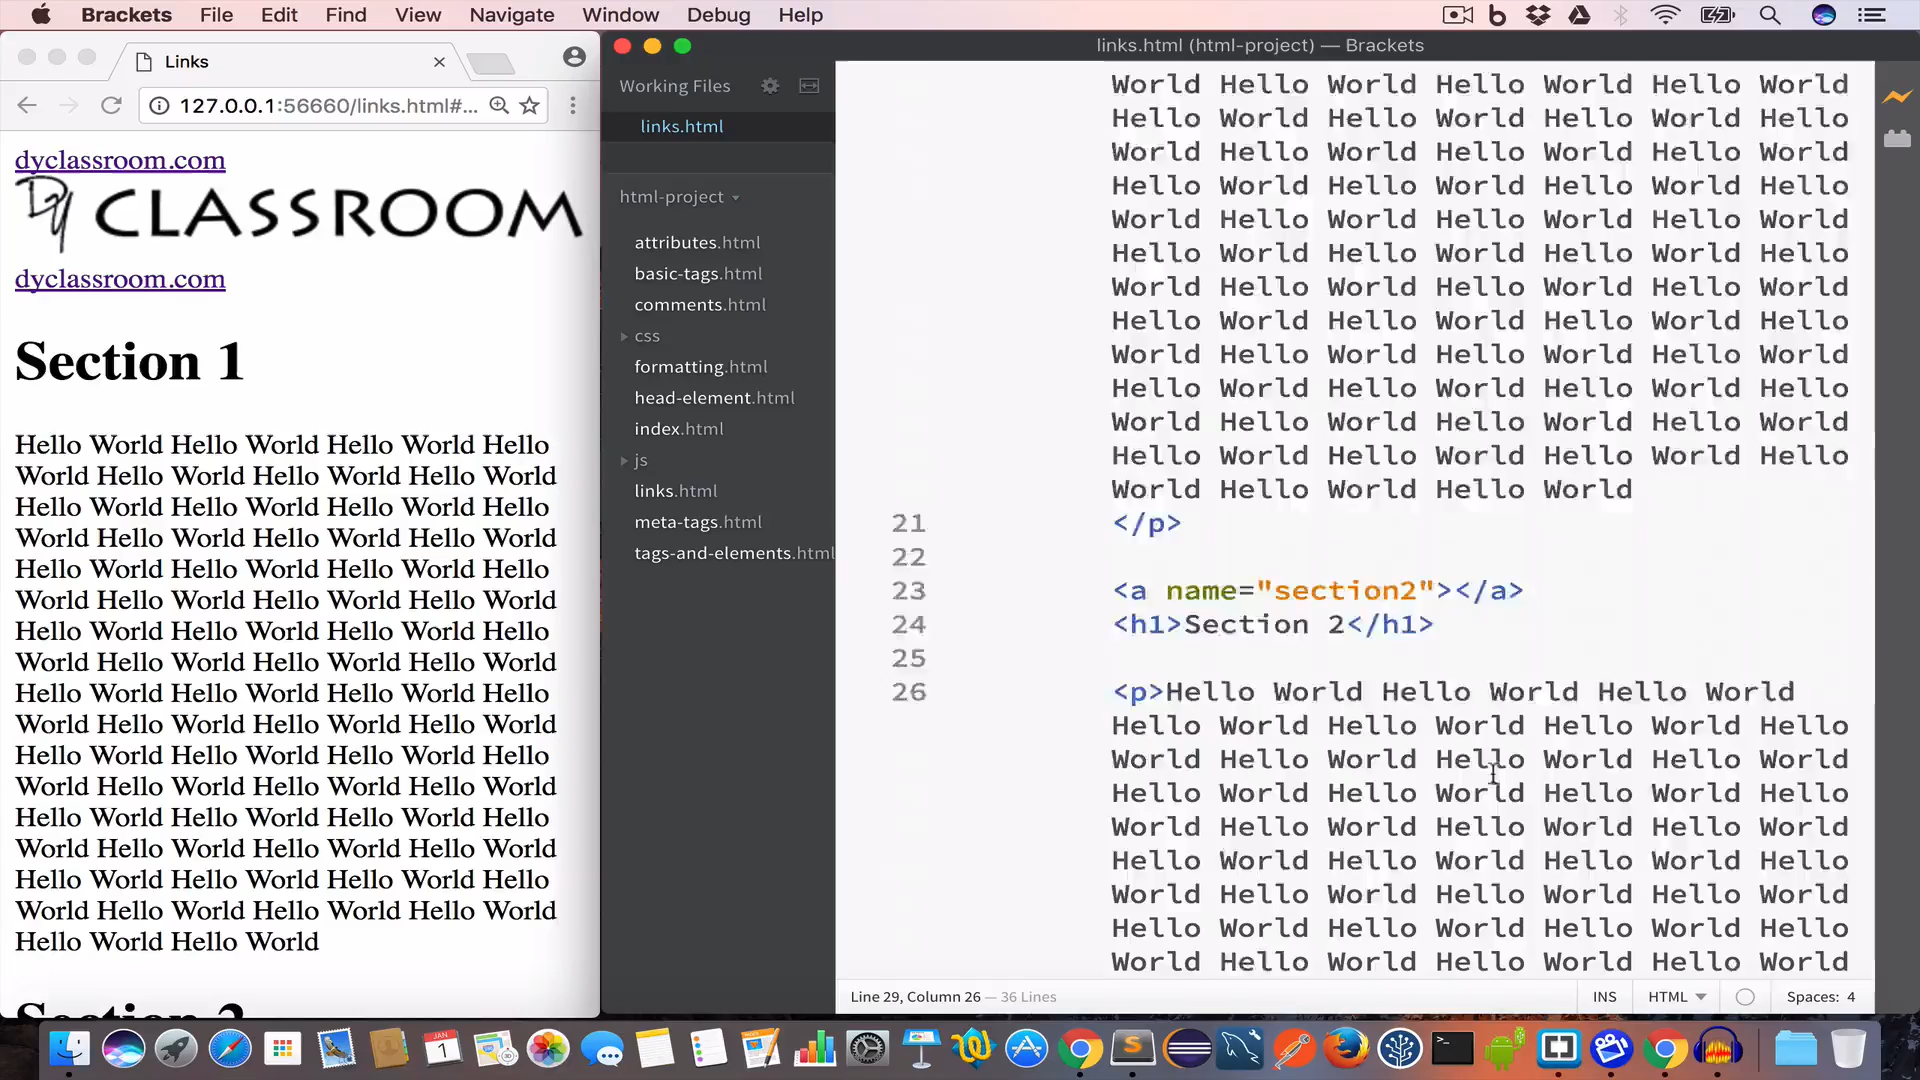 Brackets File Edit Find View Navigate Window Debug Help
Links
127.0.0.1:56660/links.html#...
dyclassroom.com
Dy CLASSROOM
dyclassroom.com
Section 1
Hello World Hello World Hello World Hello
World Hello World Hello World Hello World
Hello World Hello World Hello World Hello
World Hello World Hello World Hello World
Hello World Hello World Hello World Hello
World Hello World Hello World Hello World
Hello World Hello World Hello World Hello
World Hello World Hello World Hello World
Hello World Hello World Hello World Hello
World Hello World Hello World Hello World
Hello World Hello World Hello World Hello
World Hello World Hello World Hello World
Hello World Hello World Hello World Hello
World Hello World Hello World Hello World
Hello World Hello World Hello World Hello
World Hello World Hello World Hello World
Hello World Hello World
Section 2
links.html (html-project) — Brackets
Working Files
links.html
html-project
attributes.html
basic-tags.html
comments.html
css
formatting.html
head-element.html
index.html
js
links.html
meta-tags.html
tags-and-elements.html
World Hello World Hello World Hello World
Hello World Hello World Hello World Hello
World Hello World Hello World Hello World
Hello World Hello World Hello World Hello
World Hello World Hello World Hello World
Hello World Hello World Hello World Hello
World Hello World Hello World Hello World
Hello World Hello World Hello World Hello
World Hello World Hello World Hello World
Hello World Hello World Hello World Hello
World Hello World Hello World Hello World
Hello World Hello World Hello World Hello
World Hello World Hello World
21 </p>
22
23 <a name="section2"></a>
24 <h1>Section 2</h1>
25
26 <p>Hello World Hello World Hello World
Hello World Hello World Hello World Hello
World Hello World Hello World Hello World
Hello World Hello World Hello World Hello
World Hello World Hello World Hello World
Hello World Hello World Hello World Hello
World Hello World Hello World Hello World
Hello World Hello World Hello World Hello
World Hello World Hello World Hello World
Line 29, Column 26 — 36 Lines
INS HTML Spaces: 4
JAN
1